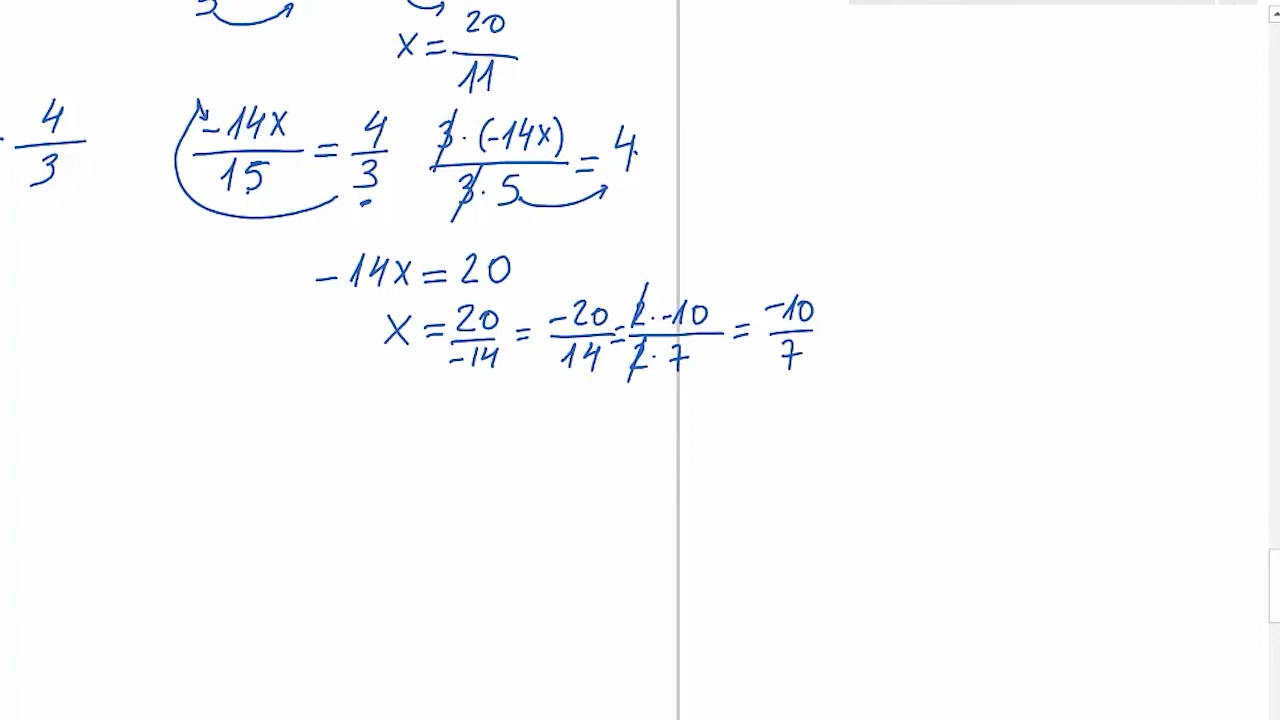 x = 20/11
4/3   -14x/15 = 4/3   3·(-14x)/3·5 = 4
-14x = 20
x = 20/-14 = -20/14 = 2·-10/2·7 = -10/7